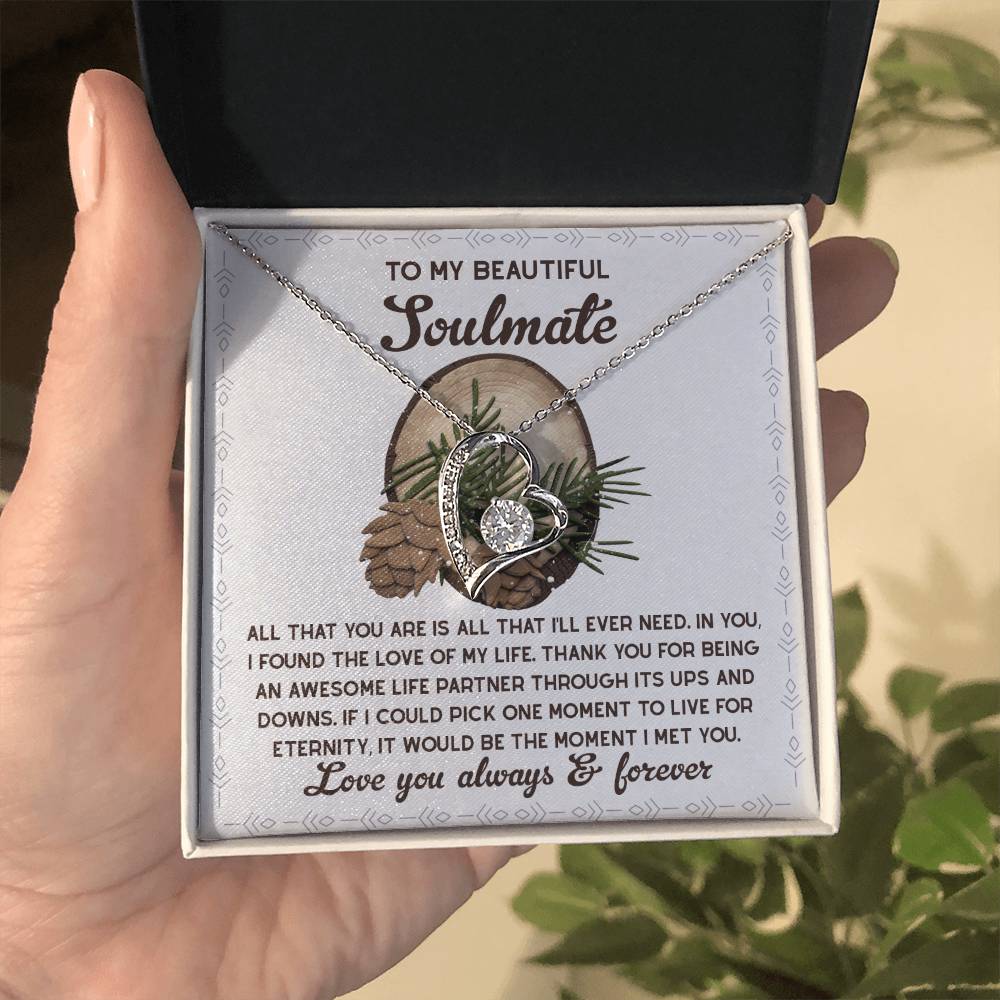 TO MY BEAUTIFUL
Soulmate
ALL THAT YOU ARE IS ALL THAT I'LL EVER NEED. IN YOU,
I FOUND THE LOVE OF MY LIFE. THANK YOU FOR BEING
AN AWESOME LIFE PARTNER THROUGH ITS UPS AND
DOWNS. IF I COULD PICK ONE MOMENT TO LIVE FOR
ETERNITY, IT WOULD BE THE MOMENT I MET YOU.
Love you always & forever